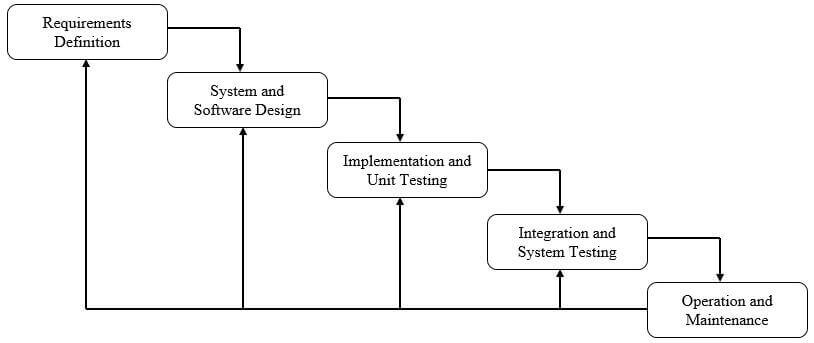 Requirements
Definition
System and
Software Design
Implementation and
Unit Testing
Integration and
System Testing
Operation and
Maintenance